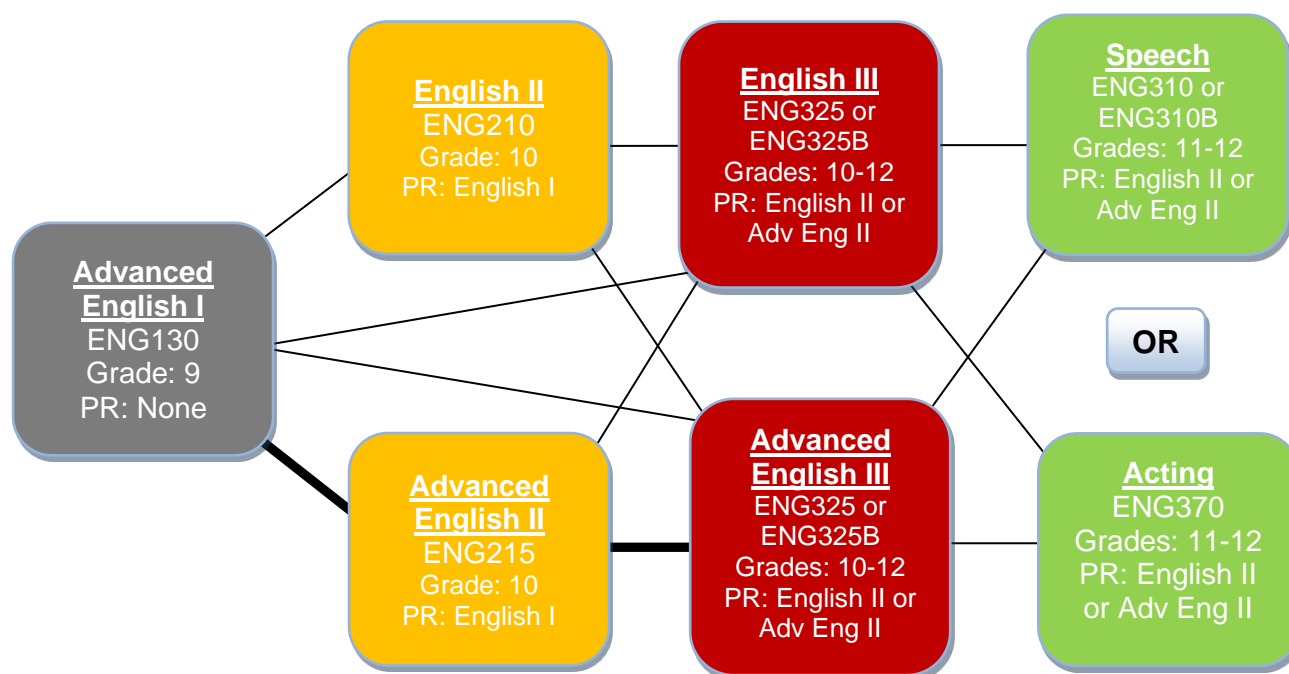 Advanced
English I
ENG130
Grade: 9
PR: None
English II
ENG210
Grade: 10
PR: English I
Advanced
English II
ENG215
Grade: 10
PR: English I
English III
ENG325 or
ENG325B
Grades: 10-12
PR: English II or
Adv Eng II
Advanced
English III
ENG325 or
ENG325B
Grades: 10-12
PR: English II or
Adv Eng II
Speech
ENG310 or
ENG310B
Grades: 11-12
PR: English II or
Adv Eng II
OR
Acting
ENG370
Grades: 11-12
PR: English II
or Adv Eng II